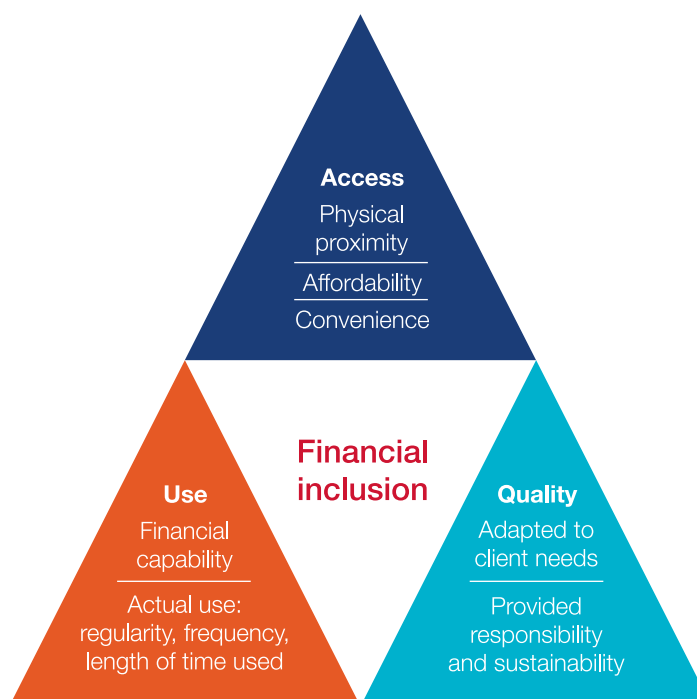 Access
Physical
proximity
Affordability
Convenience
Financial
inclusion
Use
Financial
capability
Actual use:
regularity, frequency,
length of time used
Quality
Adapted to
client needs
Provided
responsibility
and sustainability